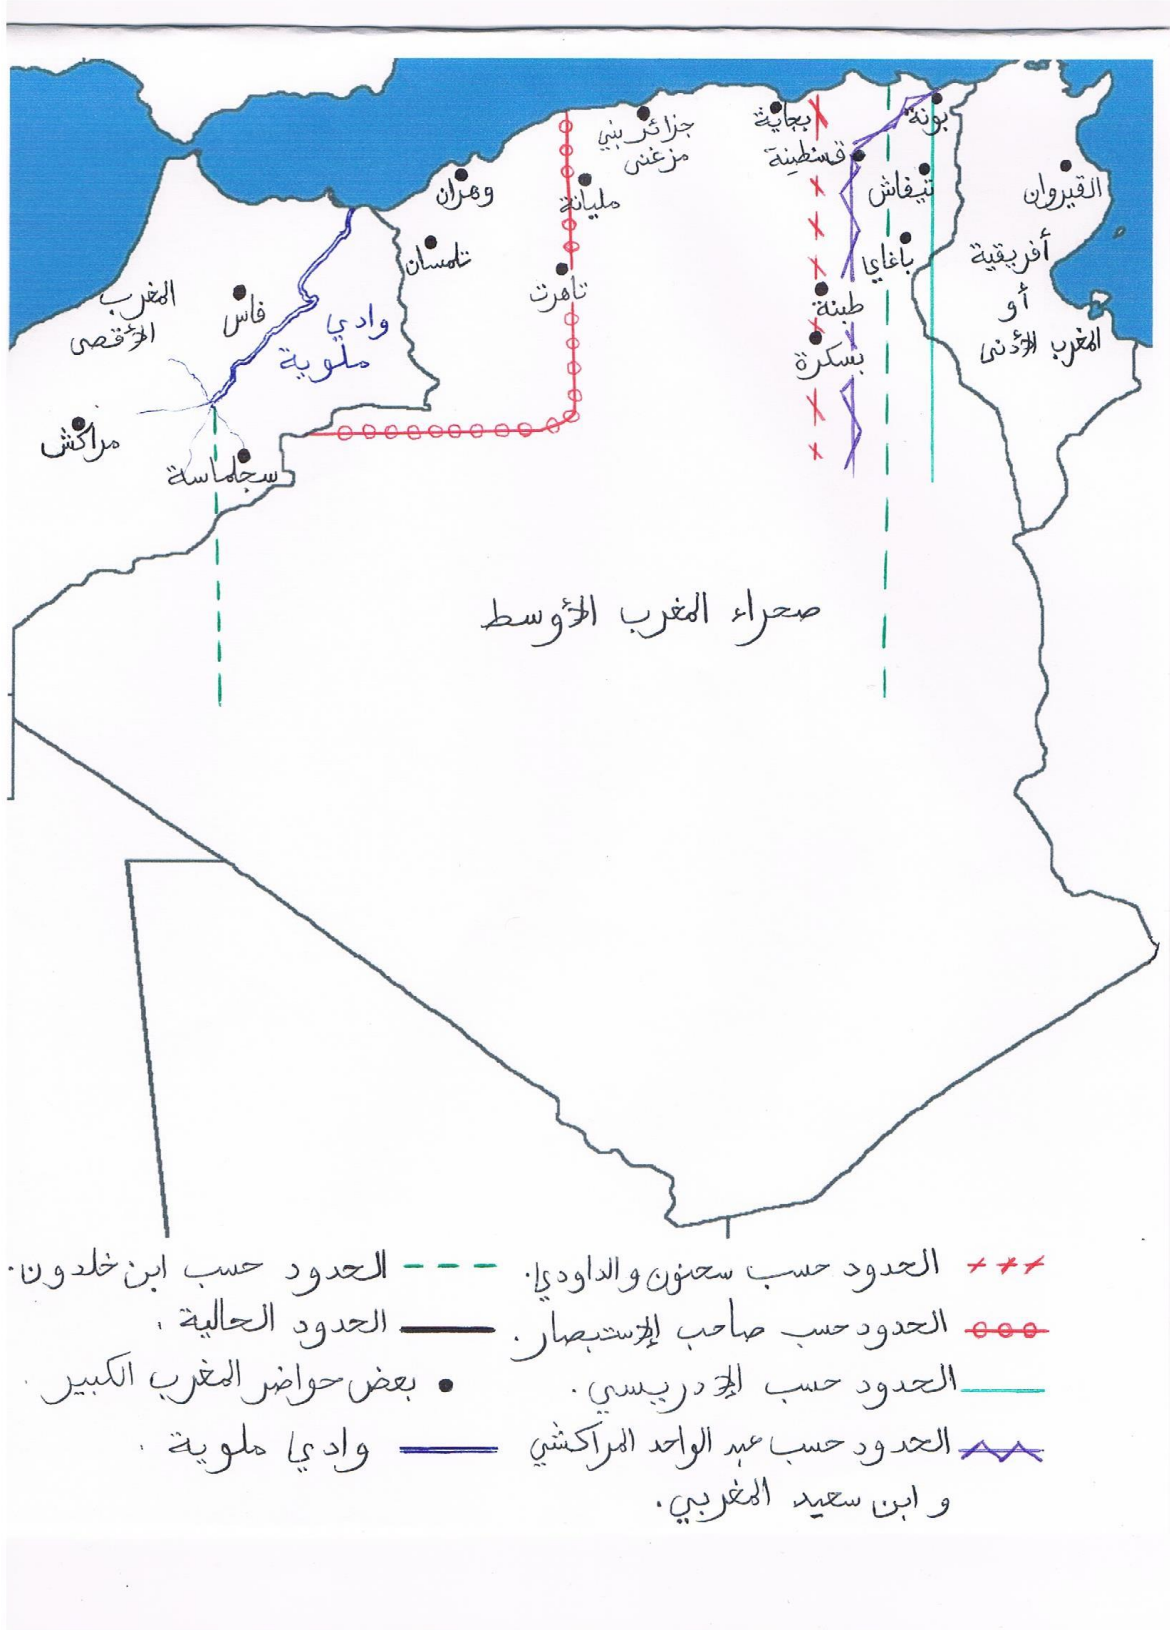 جزائر بني
مزغنى
بجاية
بونة
قسنطينة
القيروان
تيفاش
وهران
مليانة
تلمسان
باغاي
أفريقية
أو
المغرب الأدنى
تاهرت
طبنة
بسكرة
المغرب
الأقصى
فاس
وادي
ملوية
مراكش
سجلماسة
صحراء المغرب الأوسط
الحدود حسب سحنون والداودي.
الحدود حسب ابن خلدون.
الحدود حسب صاحب الإستبصار.
الحدود الحالية.
الحدود حسب الإدريسي.
بعض حواضر المغرب الكبير.
الحدود حسب عبد الواحد المراكشي
و ابن سعيد المغربي.
وادي ملوية.